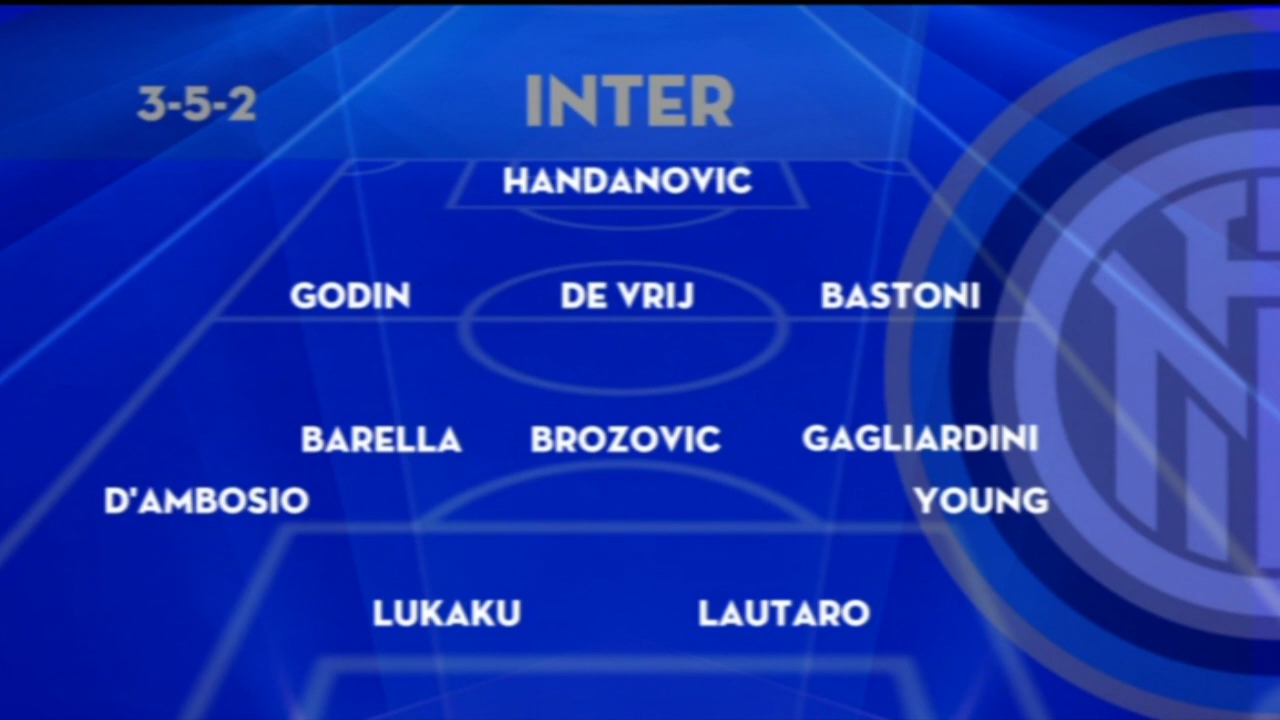 3-5-2 INTER
HANDANOVIC
GODIN DE VRIJ BASTONI
BARELLA BROZOVIC GAGLIARDINI
D'AMBOSIO YOUNG
LUKAKU LAUTARO